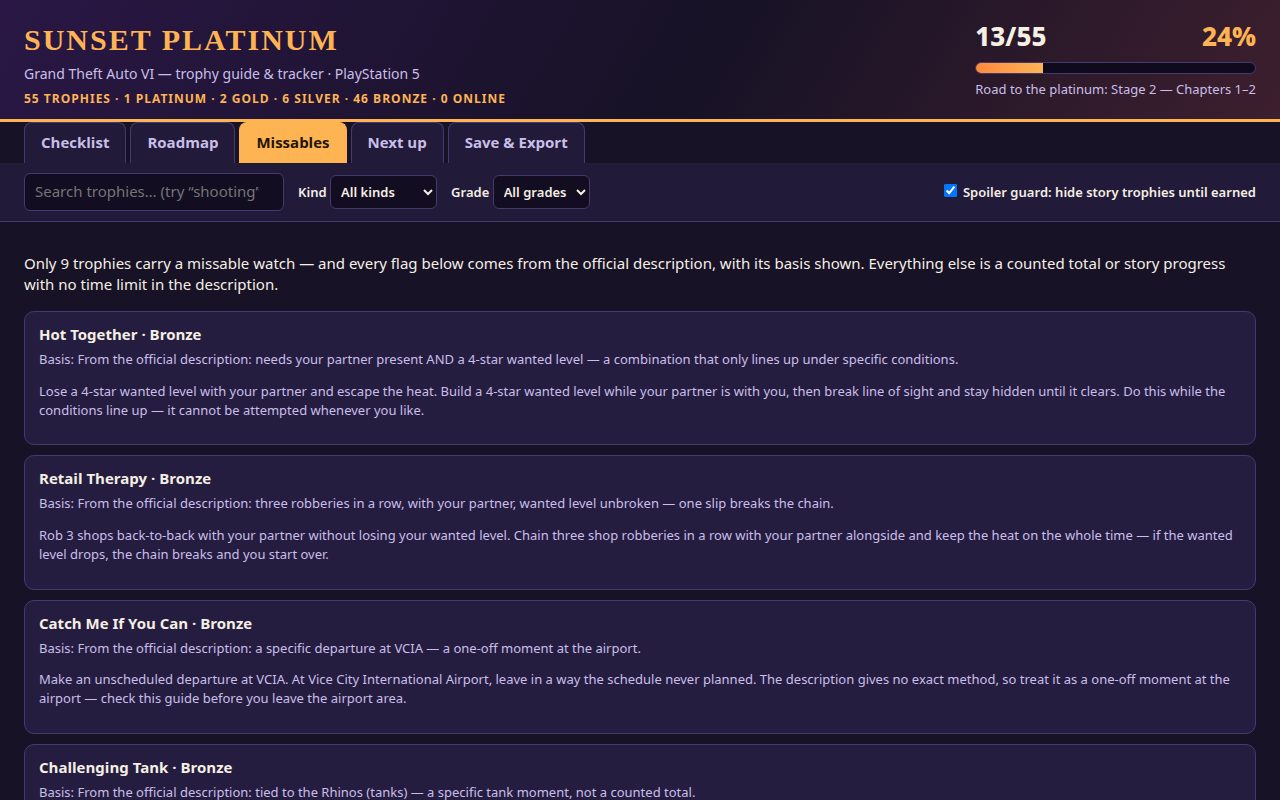 SUNSET PLATINUM
Grand Theft Auto VI — trophy guide & tracker · PlayStation 5
55 TROPHIES · 1 PLATINUM · 2 GOLD · 6 SILVER · 46 BRONZE · 0 ONLINE
13/55 24%
Road to the platinum: Stage 2 — Chapters 1–2
Checklist Roadmap Missables Next up Save & Export
Search trophies… (try “shooting’ Kind All kinds Grade All grades Spoiler guard: hide story trophies until earned
Only 9 trophies carry a missable watch — and every flag below comes from the official description, with its basis shown. Everything else is a counted total or story progress
with no time limit in the description.
Hot Together · Bronze
Basis: From the official description: needs your partner present AND a 4-star wanted level — a combination that only lines up under specific conditions.
Lose a 4-star wanted level with your partner and escape the heat. Build a 4-star wanted level while your partner is with you, then break line of sight and stay hidden until it clears. Do this while the
conditions line up — it cannot be attempted whenever you like.
Retail Therapy · Bronze
Basis: From the official description: three robberies in a row, with your partner, wanted level unbroken — one slip breaks the chain.
Rob 3 shops back-to-back with your partner without losing your wanted level. Chain three shop robberies in a row with your partner alongside and keep the heat on the whole time — if the wanted
level drops, the chain breaks and you start over.
Catch Me If You Can · Bronze
Basis: From the official description: a specific departure at VCIA — a one-off moment at the airport.
Make an unscheduled departure at VCIA. At Vice City International Airport, leave in a way the schedule never planned. The description gives no exact method, so treat it as a one-off moment at the
airport — check this guide before you leave the airport area.
Challenging Tank · Bronze
Basis: From the official description: tied to the Rhinos (tanks) — a specific tank moment, not a counted total.